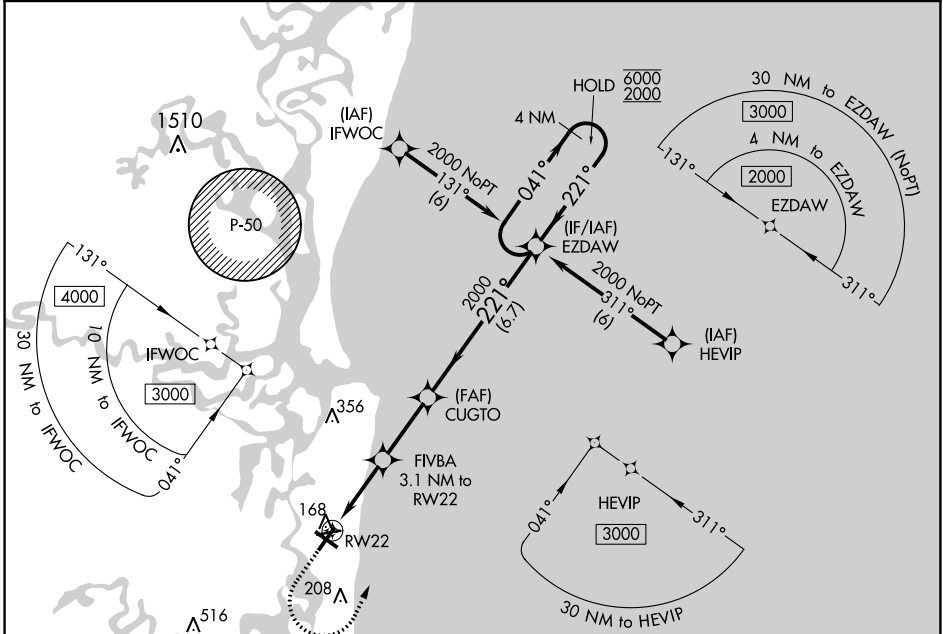 1510
P-50
(IAF)
IFWOC
2000 NoPT
131°
(6)
HOLD
6000
2000
4 NM
041°
221°
(IF/IAF)
EZDAW
2000 NoPT
311°
(6)
(IAF)
HEVIP
30 NM to EZDAW (NoPT)
3000
4 NM to EZDAW
2000
EZDAW
131°
311°
131°
4000
10 NM to IFWOC
IFWOC
3000
30 NM to IFWOC
041°
2000
221°
(6.7)
(FAF)
CUGTO
356
FIVBA
3.1 NM to
RW22
168
RW22
208
516
HEVIP
3000
041°
311°
30 NM to HEVIP